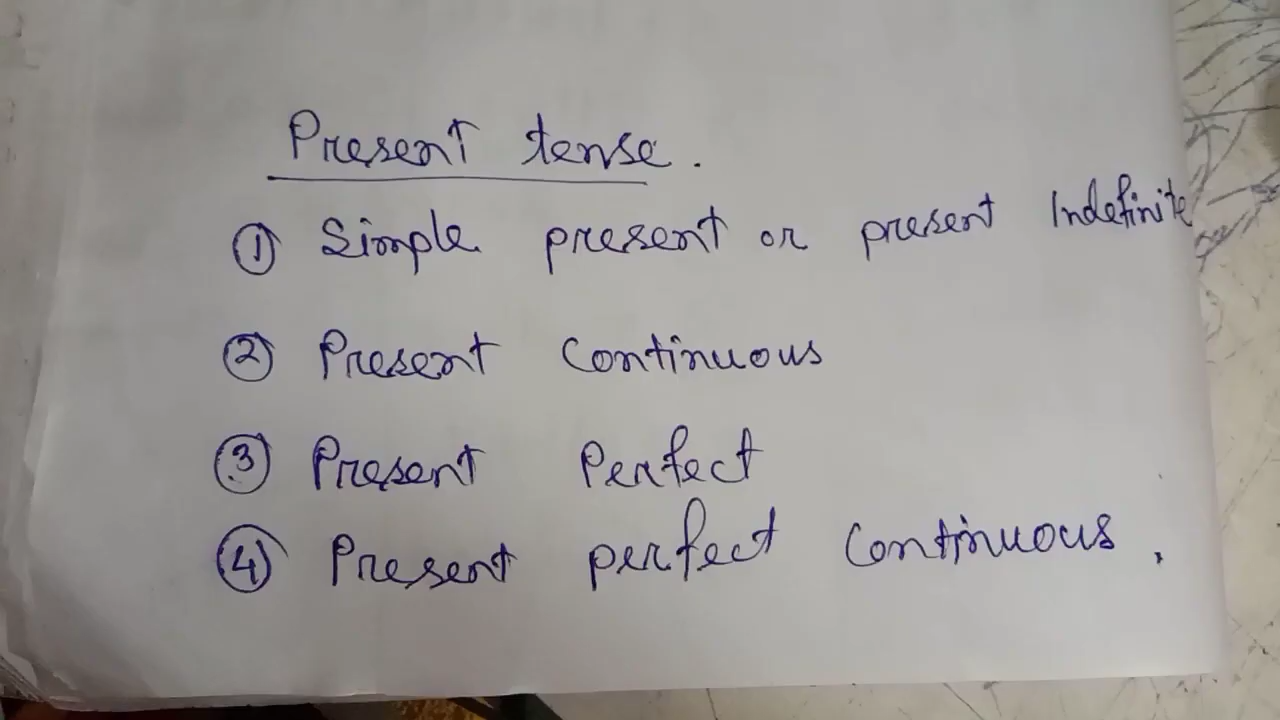 Present tense.
① Simple present or present Indefinite
② Present Continuous
③ Present Perfect
④ Present perfect Continuous.